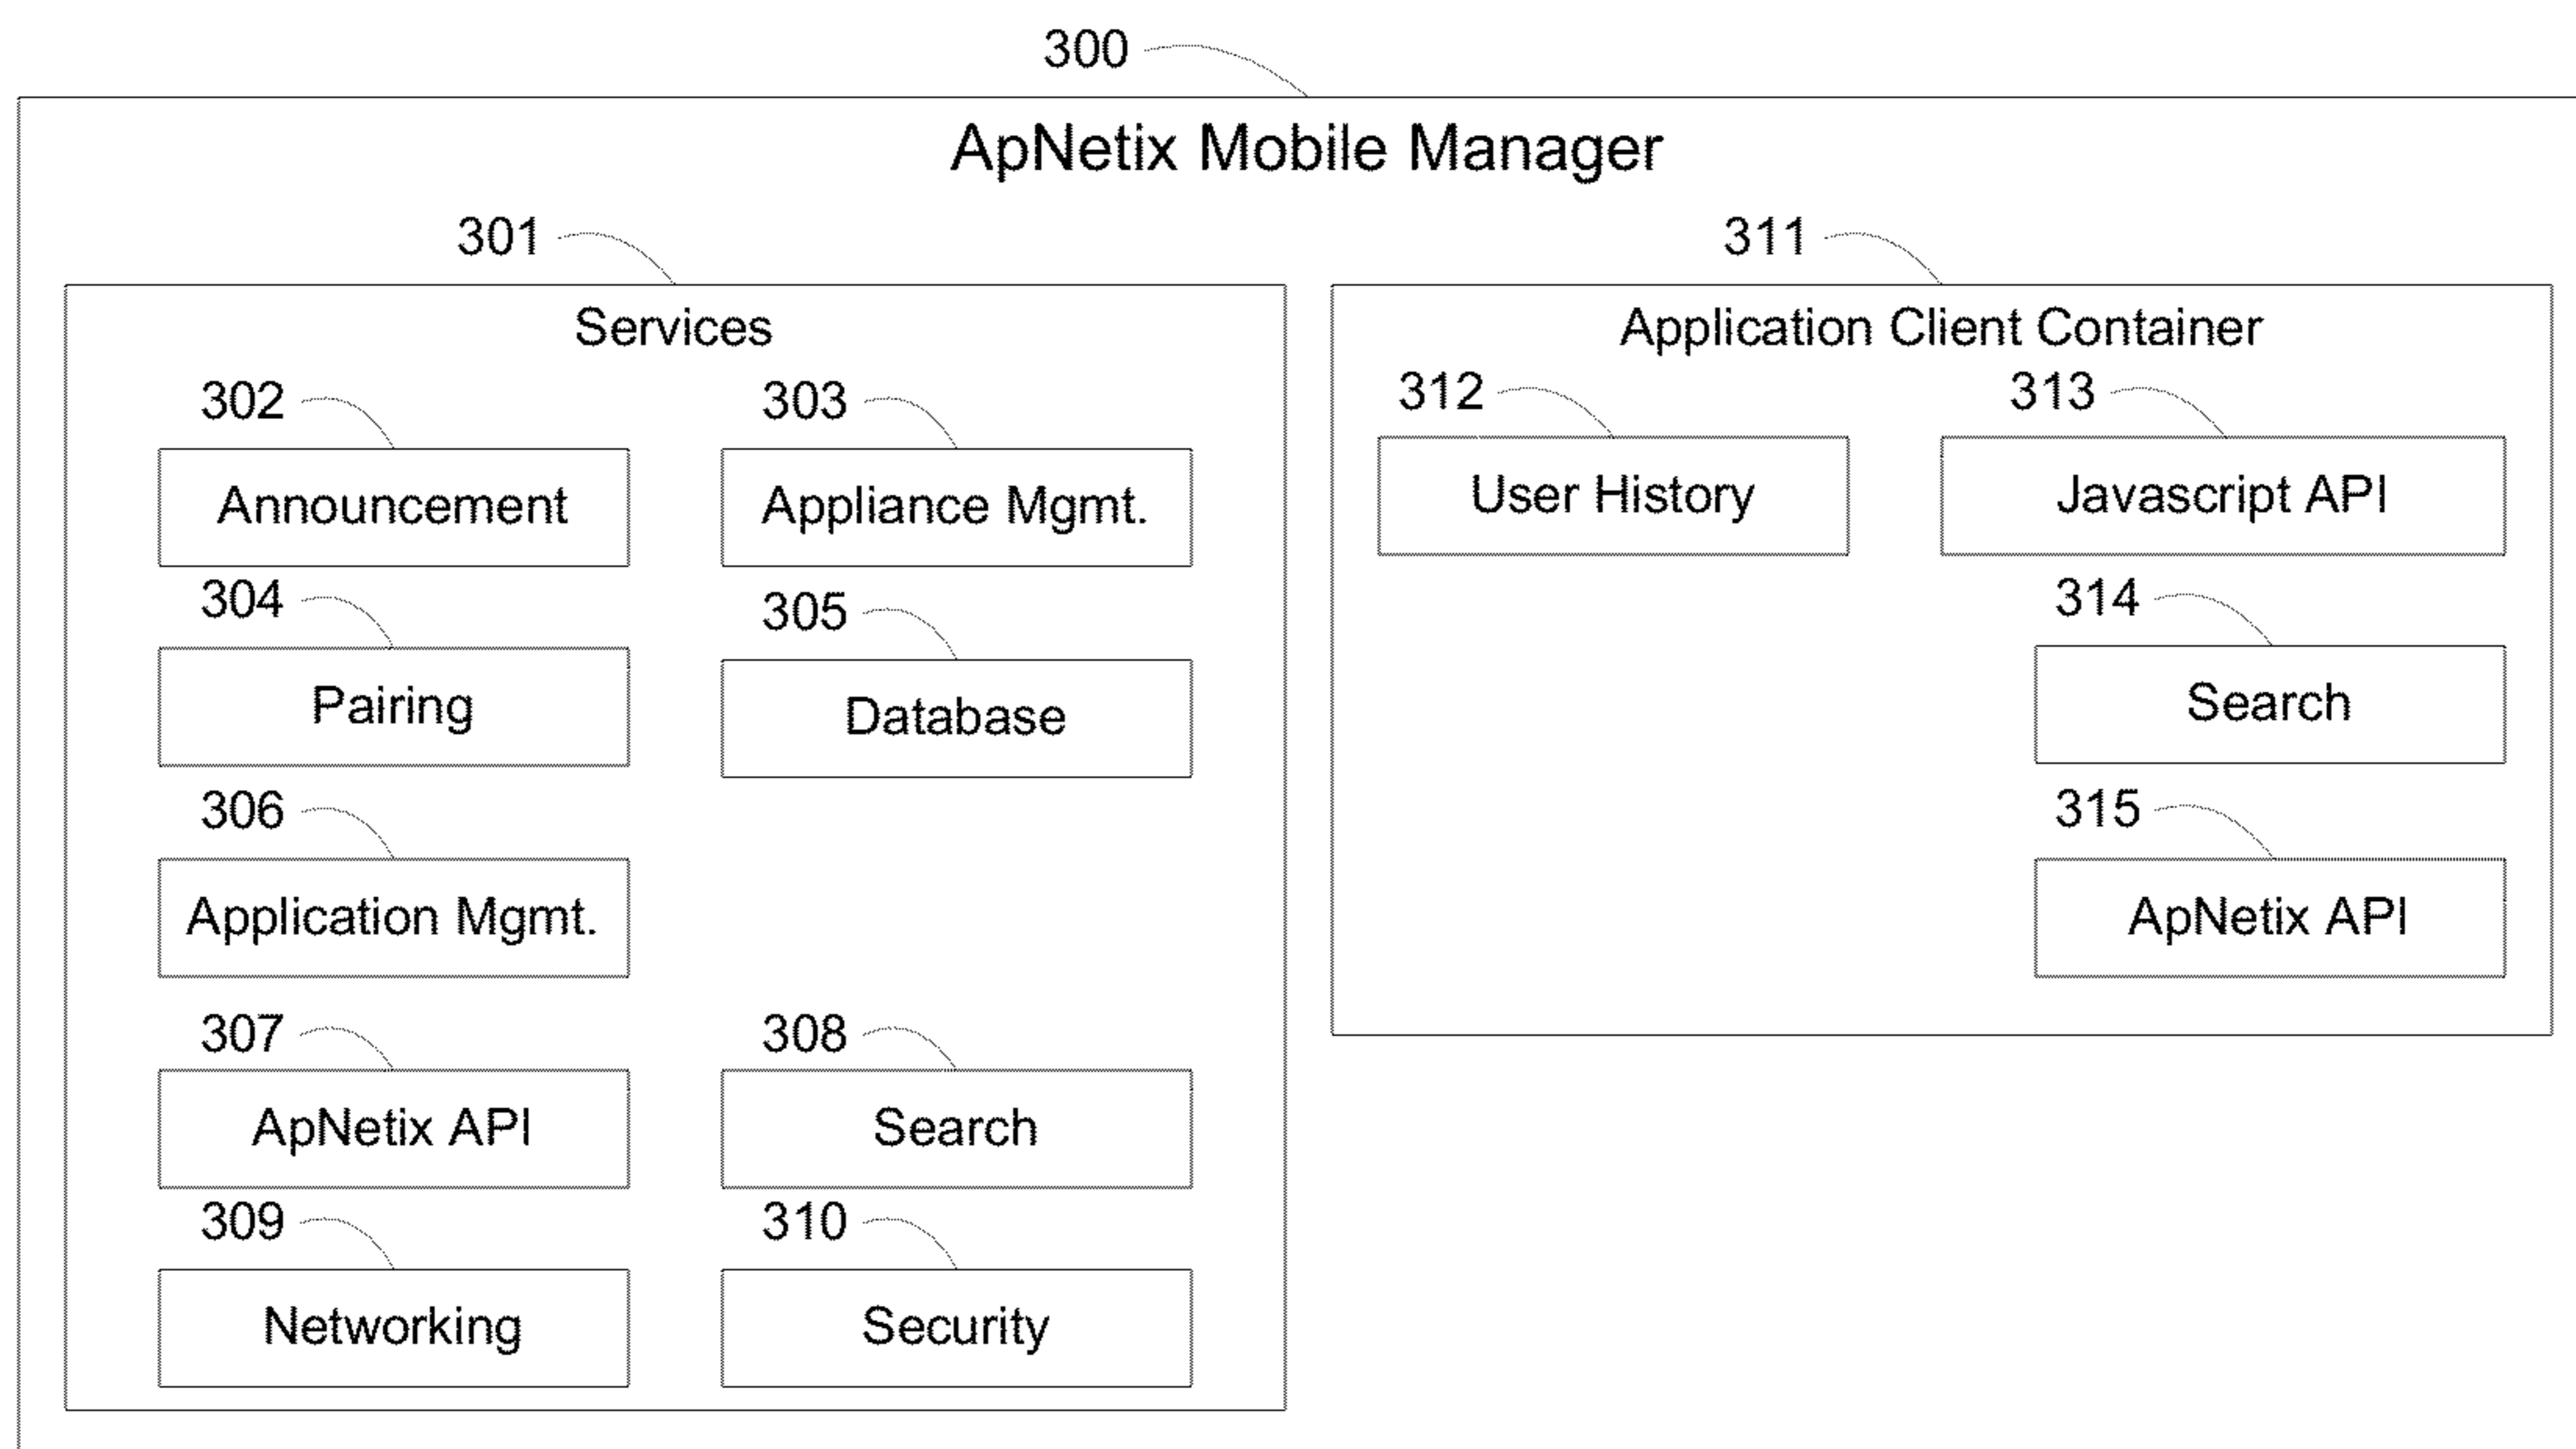 300
ApNetix Mobile Manager
301
Services
302
Announcement
303
Appliance Mgmt.
304
Pairing
305
Database
306
Application Mgmt.
307
ApNetix API
308
Search
309
Networking
310
Security
311
Application Client Container
312
User History
313
Javascript API
314
Search
315
ApNetix API